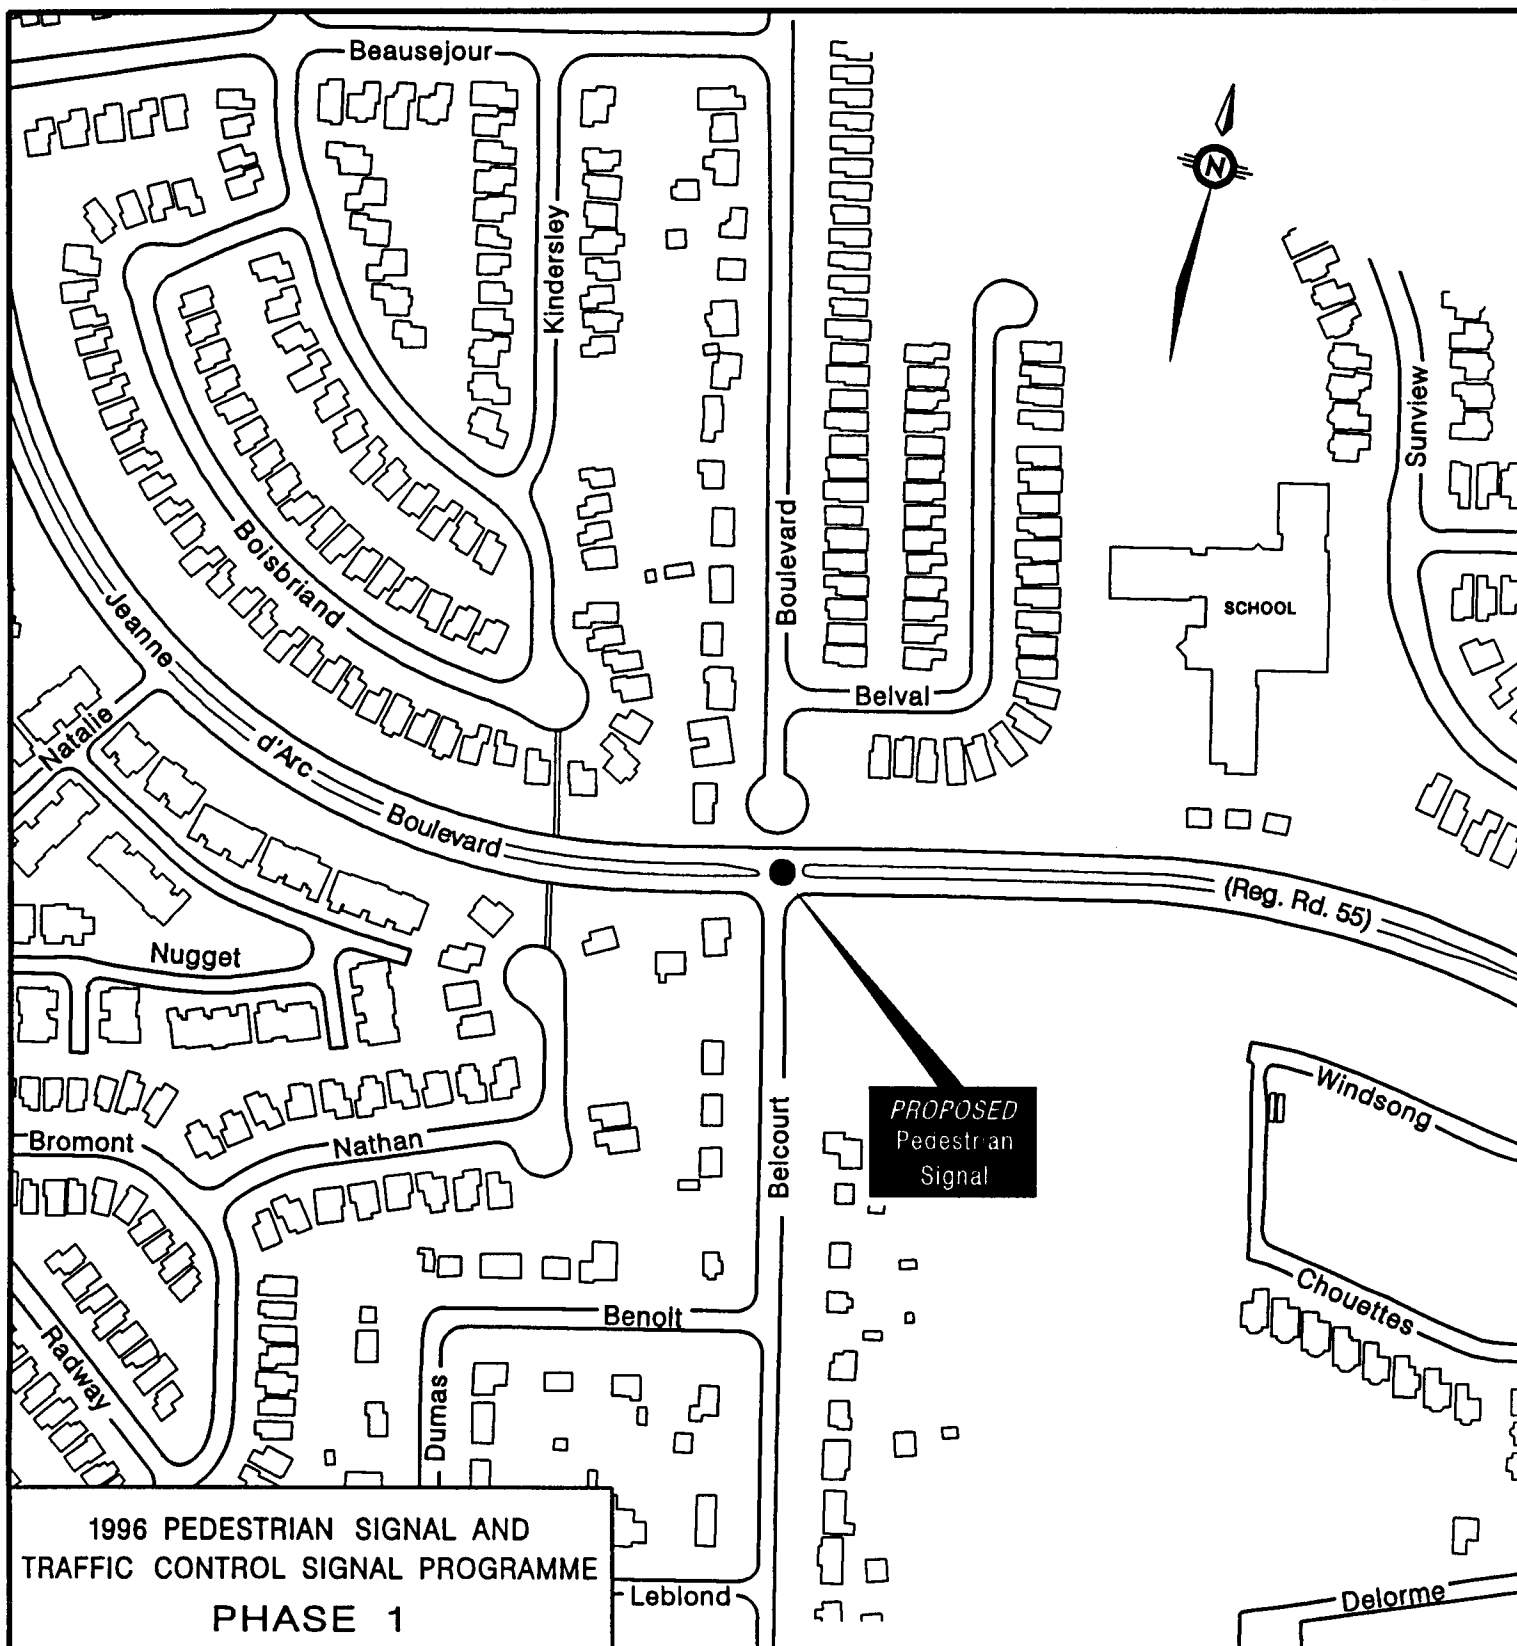 Beausejour
N
Kindersley
Sunview
Boulevard
Boisbriand
SCHOOL
Jeanne
Belval
Natalie
d'Arc
Boulevard
(Reg. Rd. 55)
Nugget
Windsong
PROPOSED
Pedestrian
Signal
Belcourt
Bromont
Nathan
Chouettes
Benoit
Radway
Dumas
1996 PEDESTRIAN SIGNAL AND
TRAFFIC CONTROL SIGNAL PROGRAMME
PHASE 1
Leblond
Delorme